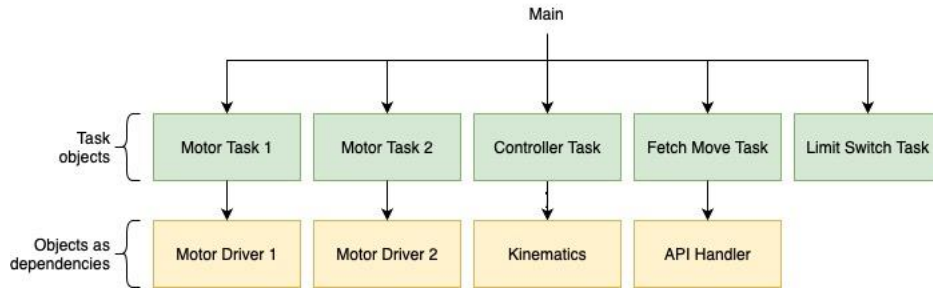 Main
Task
objects
Motor Task 1
Motor Task 2
Controller Task
Fetch Move Task
Limit Switch Task
Objects as
dependencies
Motor Driver 1
Motor Driver 2
Kinematics
API Handler